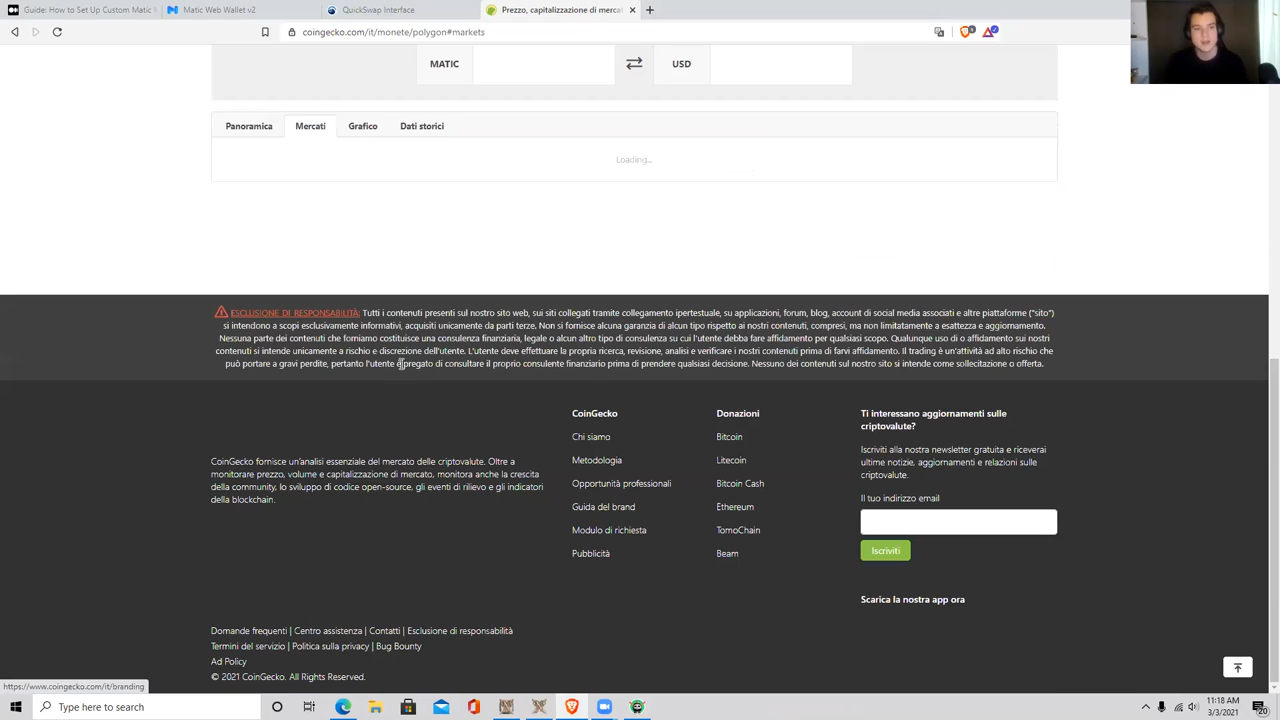 Guide: How to Set Up Custom Matic
Matic Web Wallet v2
QuickSwap Interface
Prezzo, capitalizzazione di mercat
coingecko.com/it/monete/polygon#markets
MATIC
USD
Panoramica
Mercati
Grafico
Dati storici
Loading...
ESCLUSIONE DI RESPONSABILITÀ: Tutti i contenuti presenti sul nostro sito web, sui siti collegati tramite collegamento ipertestuale, su applicazioni, forum, blog, account di social media associati e altre piattaforme ("sito")
si intendono a scopi esclusivamente informativi, acquisiti unicamente da parti terze. Non si fornisce alcuna garanzia di alcun tipo rispetto ai nostri contenuti, compresi, ma non limitatamente a esattezza e aggiornamento.
Nessuna parte dei contenuti che forniamo costituisce una consulenza finanziaria, legale o alcun altro tipo di consulenza su cui l'utente debba fare affidamento per qualsiasi scopo. Qualunque uso di o affidamento sui nostri
contenuti si intende unicamente a rischio e discrezione dell'utente. L'utente deve effettuare la propria ricerca, revisione, analisi e verificare i nostri contenuti prima di farvi affidamento. Il trading è un'attività ad alto rischio che
può portare a gravi perdite, pertanto l'utente pregato di consultare il proprio consulente finanziario prima di prendere qualsiasi decisione. Nessuno dei contenuti sul nostro sito si intende come sollecitazione o offerta.
CoinGecko fornisce un'analisi essenziale del mercato delle criptovalute. Oltre a
monitorare prezzo, volume e capitalizzazione di mercato, monitora anche la crescita
della community, lo sviluppo di codice open-source, gli eventi di rilievo e gli indicatori
della blockchain.
CoinGecko
Chi siamo
Metodologia
Opportunità professionali
Guida del brand
Modulo di richiesta
Pubblicità
Donazioni
Bitcoin
Litecoin
Bitcoin Cash
Ethereum
TomoChain
Beam
Ti interessano aggiornamenti sulle
criptovalute?
Iscriviti alla nostra newsletter gratuita e riceverai
ultime notizie, aggiornamenti e relazioni sulle
criptovalute.
Il tuo indirizzo email
Iscriviti
Scarica la nostra app ora
Domande frequenti | Centro assistenza | Contatti | Esclusione di responsabilità
Termini del servizio | Politica sulla privacy | Bug Bounty
Ad Policy
© 2021 CoinGecko. All Rights Reserved.
https://www.coingecko.com/it/branding
Type here to search
11:18 AM
3/3/2021
20